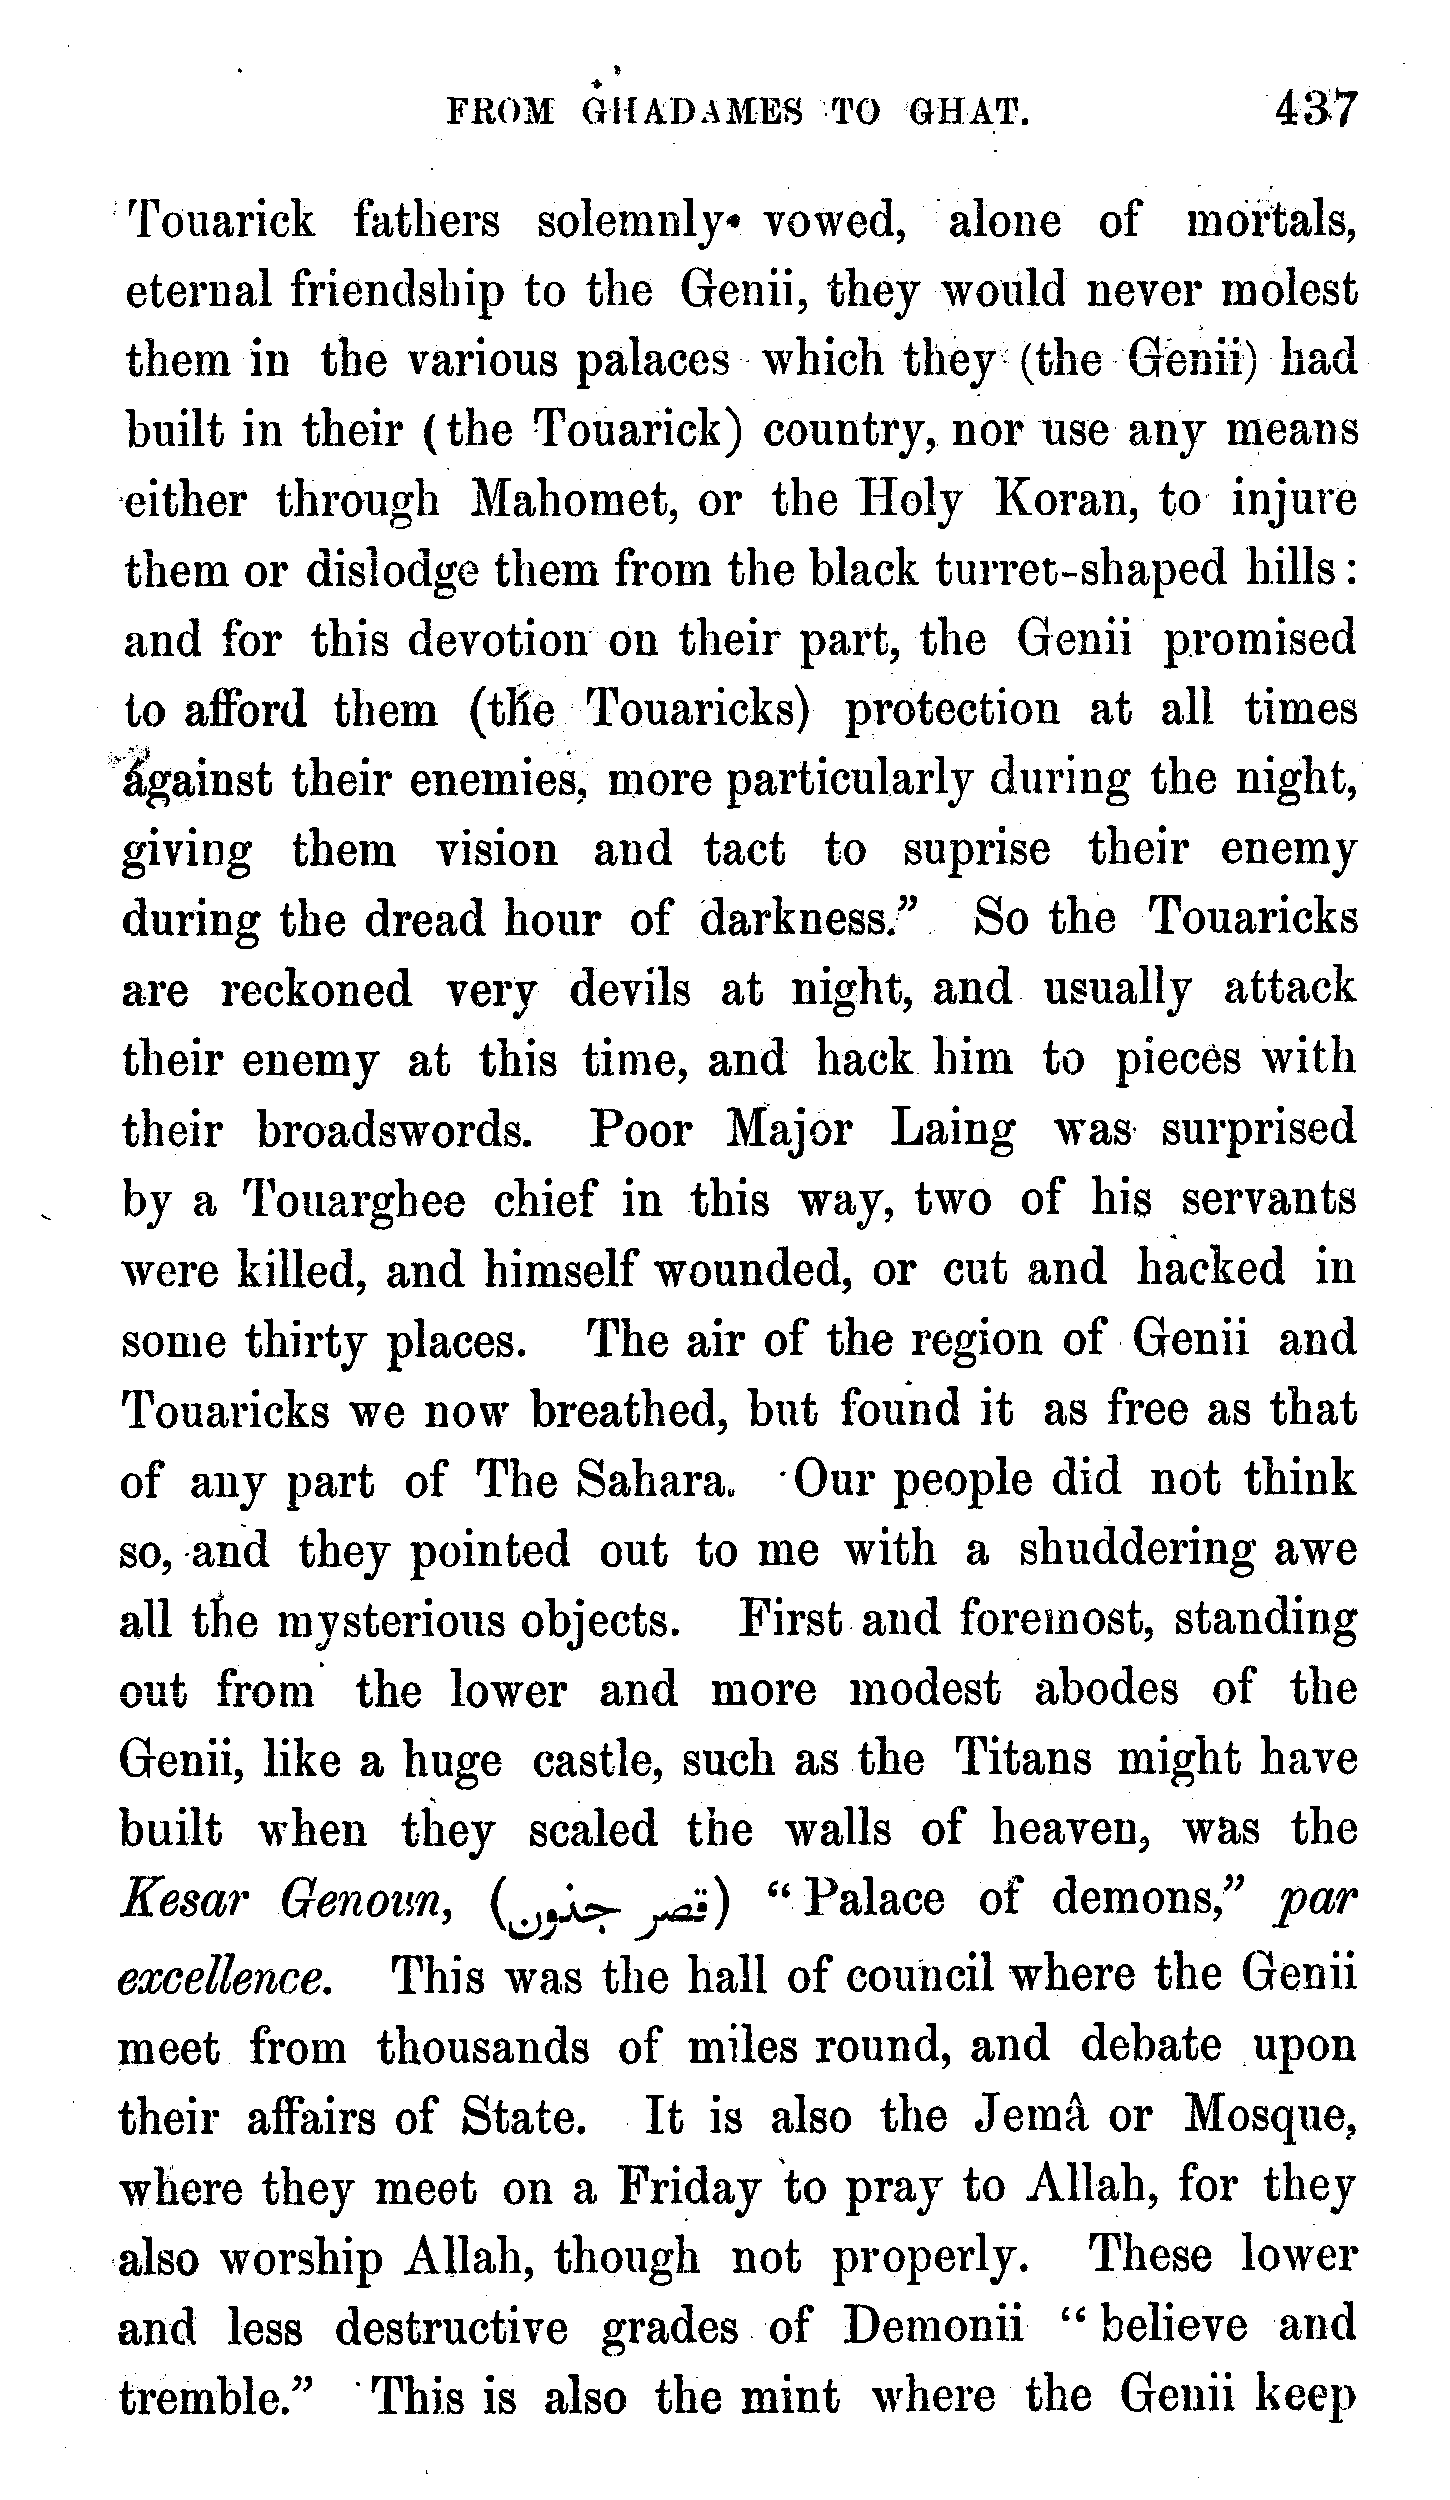 FROM GHADAMES TO GHAT. 437
Touarick fathers solemnly vowed, alone of mortals,
eternal friendship to the Genii, they would never molest
them in the various palaces which they (the Genii) had
built in their (the Touarick) country, nor use any means
either through Mahomet, or the Holy Koran, to injure
them or dislodge them from the black turret-shaped hills:
and for this devotion on their part, the Genii promised
to afford them (the Touaricks) protection at all times
against their enemies, more particularly during the night,
giving them vision and tact to suprise their enemy
during the dread hour of darkness.” So the Touaricks
are reckoned very devils at night, and usually attack
their enemy at this time, and hack him to pieces with
their broadswords. Poor Major Laing was surprised
by a Touarghee chief in this way, two of his servants
were killed, and himself wounded, or cut and hacked in
some thirty places. The air of the region of Genii and
Touaricks we now breathed, but found it as free as that
of any part of The Sahara. Our people did not think
so, and they pointed out to me with a shuddering awe
all the mysterious objects. First and foremost, standing
out from the lower and more modest abodes of the
Genii, like a huge castle, such as the Titans might have
built when they scaled the walls of heaven, was the
Kesar Genoun, (قصر جنون) “Palace of demons,” par
excellence. This was the hall of council where the Genii
meet from thousands of miles round, and debate upon
their affairs of State. It is also the Jemâ or Mosque,
where they meet on a Friday to pray to Allah, for they
also worship Allah, though not properly. These lower
and less destructive grades of Demonii “believe and
tremble.” This is also the mint where the Genii keep